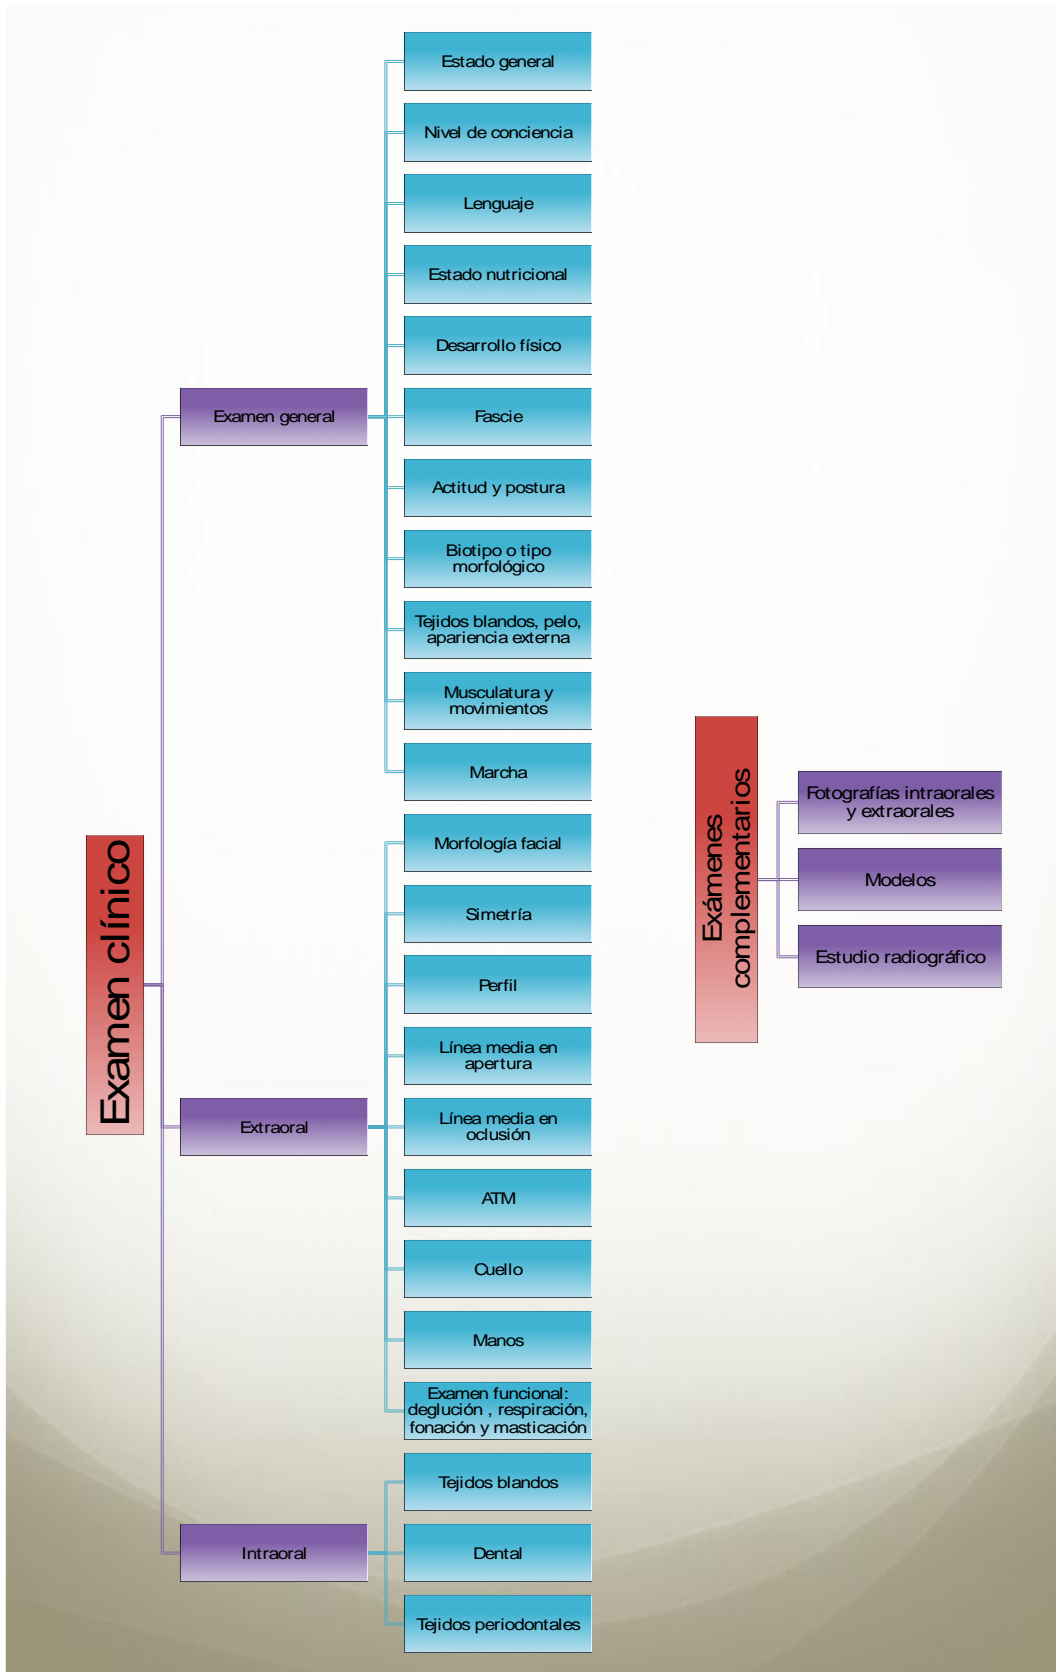 Examen clínico
Examen general
Estado general
Nivel de conciencia
Lenguaje
Estado nutricional
Desarrollo físico
Fascie
Actitud y postura
Biotipo o tipo
morfológico
Tejidos blandos, pelo,
apariencia externa
Musculatura y
movimientos
Marcha
Extraoral
Morfología facial
Simetría
Perfil
Línea media en
apertura
Línea media en
oclusión
ATM
Cuello
Manos
Examen funcional:
deglución , respiración,
fonación y masticación
Intraoral
Tejidos blandos
Dental
Tejidos periodontales
Exámenes
complementarios
Fotografías intraorales
y extraorales
Modelos
Estudio radiográfico